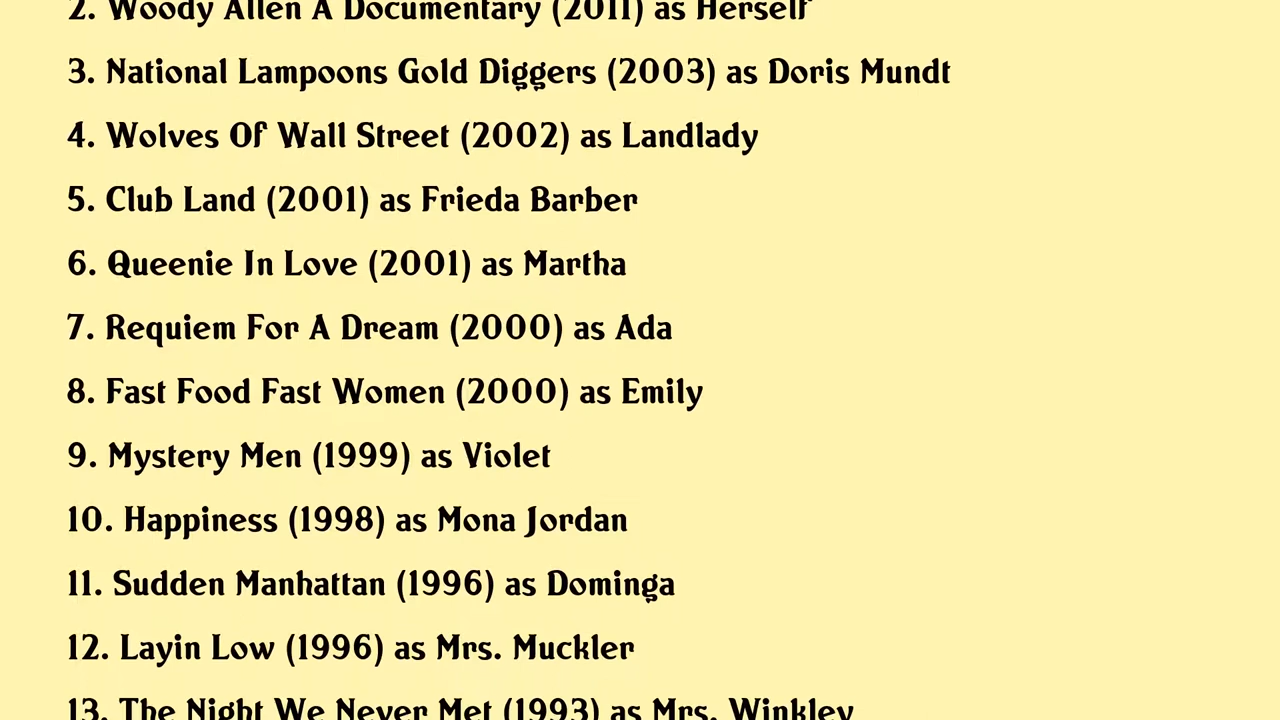 2. Woody Allen A Documentary (2011) as Herself
3. National Lampoons Gold Diggers (2003) as Doris Mundt
4. Wolves Of Wall Street (2002) as Landlady
5. Club Land (2001) as Frieda Barber
6. Queenie In Love (2001) as Martha
7. Requiem For A Dream (2000) as Ada
8. Fast Food Fast Women (2000) as Emily
9. Mystery Men (1999) as Violet
10. Happiness (1998) as Mona Jordan
11. Sudden Manhattan (1996) as Dominga
12. Layin Low (1996) as Mrs. Muckler
13. The Night We Never Met (1993) as Mrs. Winkley